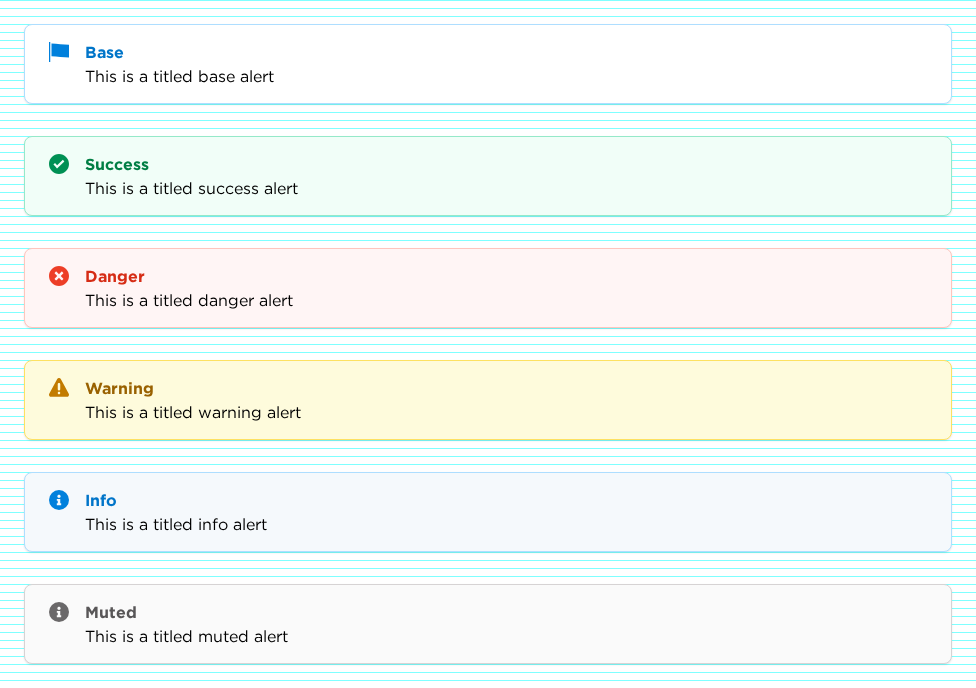 Base
This is a titled base alert
Success
This is a titled success alert
Danger
This is a titled danger alert
Warning
This is a titled warning alert
Info
This is a titled info alert
Muted
This is a titled muted alert